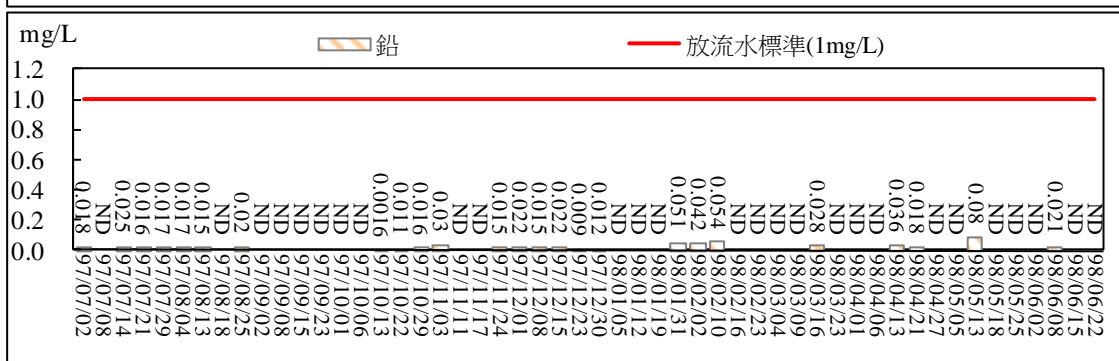 mg/L
鉛
放流水標準(1mg/L)
1.2
1.0
0.8
0.6
0.4
0.2
0.0
0.018
ND
0.025
0.016
0.017
0.017
0.015
ND
0.02
ND
ND
ND
ND
ND
ND
0.0016
0.011
0.016
0.03
ND
ND
0.015
0.022
0.015
0.022
0.009
0.012
ND
ND
ND
0.051
0.042
0.054
ND
ND
ND
ND
0.028
ND
ND
ND
0.036
0.018
ND
ND
0.08
ND
ND
ND
0.021
ND
ND
97/07/02
97/07/08
97/07/14
97/07/21
97/07/29
97/08/04
97/08/13
97/08/18
97/08/25
97/09/02
97/09/08
97/09/15
97/09/23
97/10/01
97/10/06
97/10/13
97/10/22
97/10/29
97/11/03
97/11/11
97/11/17
97/11/24
97/12/01
97/12/08
97/12/15
97/12/23
97/12/30
98/01/05
98/01/12
98/01/19
98/01/31
98/02/02
98/02/10
98/02/16
98/02/23
98/03/04
98/03/09
98/03/16
98/03/23
98/04/01
98/04/06
98/04/13
98/04/21
98/04/27
98/05/05
98/05/13
98/05/18
98/05/25
98/06/02
98/06/08
98/06/15
98/06/22